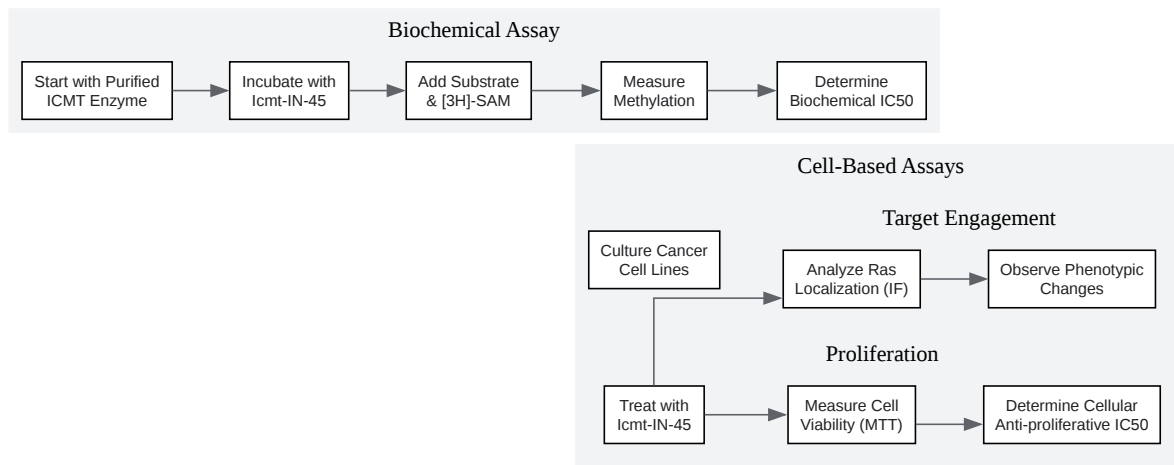 Biochemical Assay
Start with Purified
ICMT Enzyme
Incubate with
Icmt-IN-45
Add Substrate
& [3H]-SAM
Measure
Methylation
Determine
Biochemical IC50
Cell-Based Assays
Target Engagement
Culture Cancer
Cell Lines
Analyze Ras
Localization (IF)
Observe Phenotypic
Changes
Proliferation
Treat with
Icmt-IN-45
Measure Cell
Viability (MTT)
Determine Cellular
Anti-proliferative IC50